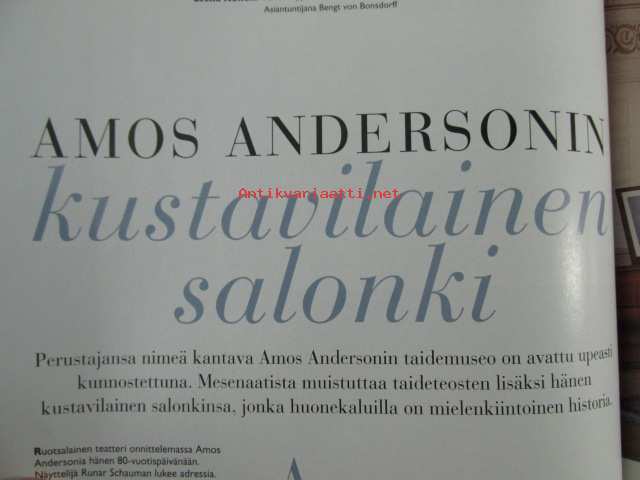 Asiantuntijana Bengt von Bonsdorff
AMOS ANDERSONIN
kustavilainen
Antikvariaatti.net
salonki
Perustajansa nimeä kantava Amos Andersonin taidemuseo on avattu upeasti
kunnostettuna. Mesenaatista muistuttaa taideteosten lisäksi hänen
kustavilainen salonkinsa, jonka huonekaluilla on mielenkiintoinen historia.
Ruotsalainen teatteri onnittelemassa Amos
Andersonia hänen 80-vuotispäivänään.
Näyttelijä Runar Schauman lukee adressia.
A